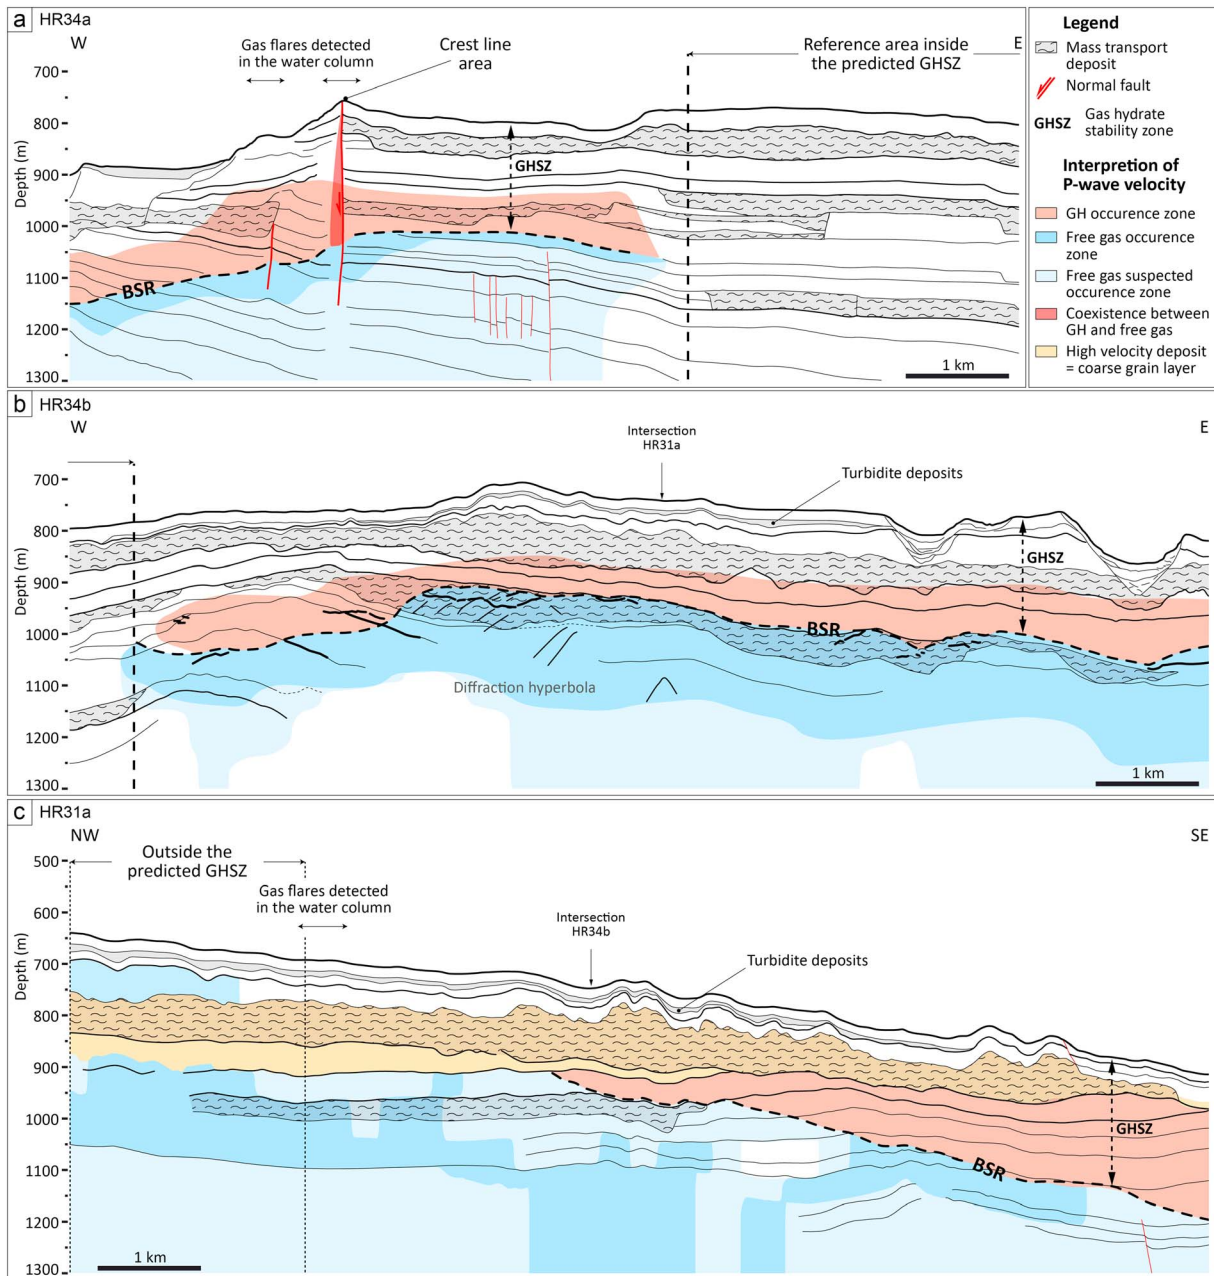 a
HR34a
W
Gas flares detected
in the water column
Crest line
area
Reference area inside
the predicted GHSZ
E
Depth (m)
700
800
900
1000
1100
1200
1300
GHSZ
BSR
1 km
Legend
Mass transport
deposit
Normal fault
GHSZ
Gas hydrate
stability zone
Interpretion of
P-wave velocity
GH occurence zone
Free gas occurence
zone
Free gas suspected
occurence zone
Coexistence between
GH and free gas
High velocity deposit
= coarse grain layer
b
HR34b
W
E
Intersection
HR31a
Turbidite deposits
Depth (m)
700
800
900
1000
1100
1200
1300
GHSZ
BSR
Diffraction hyperbola
1 km
c
HR31a
NW
SE
Outside the
predicted GHSZ
Gas flares detected
in the water column
Intersection
HR34b
Turbidite deposits
Depth (m)
500
600
700
800
900
1000
1100
1200
1300
GHSZ
BSR
1 km